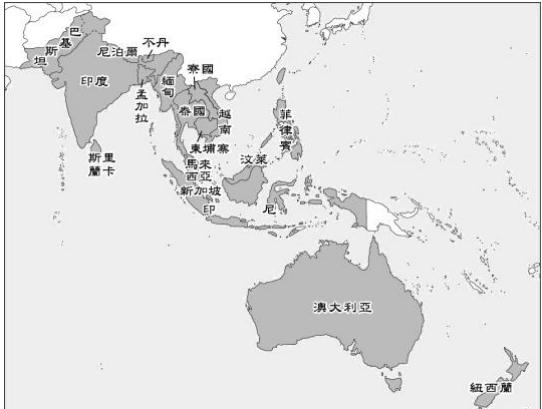 巴基斯坦
尼泊爾
不丹
印度
孟加拉
緬甸
寮國
泰國
越南
菲律賓
柬埔寨
斯里蘭卡
馬來西亞
汶萊
新加坡
印尼
澳大利亞
紐西蘭